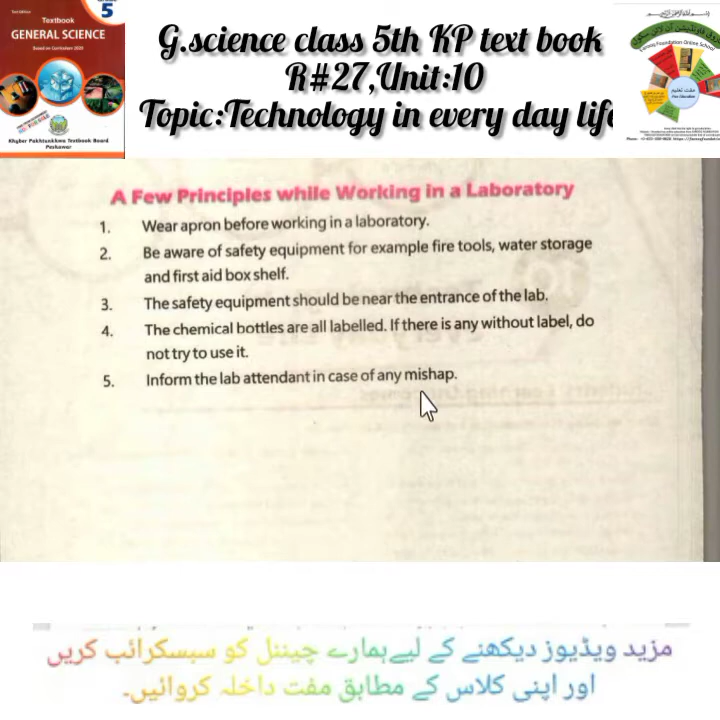 5
Textbook
GENERAL SCIENCE
Based on Curriculum 2020
Khyber Pakhtunkhwa Textbook Board
Peshawar
G.science class 5th KP text book
R#27,Unit:10
Topic:Technology in every day life
A Few Principles while Working in a Laboratory
1. Wear apron before working in a laboratory.
2. Be aware of safety equipment for example fire tools, water storage
and first aid box shelf.
3. The safety equipment should be near the entrance of the lab.
4. The chemical bottles are all labelled. If there is any without label, do
not try to use it.
5. Inform the lab attendant in case of any mishap.
مزید ویڈیوز دیکھنے کے لیے ہمارے چیننل کو سبسکرائب کریں
اور اپنی کلاس کے مطابق مفت داخلہ کروائیں۔